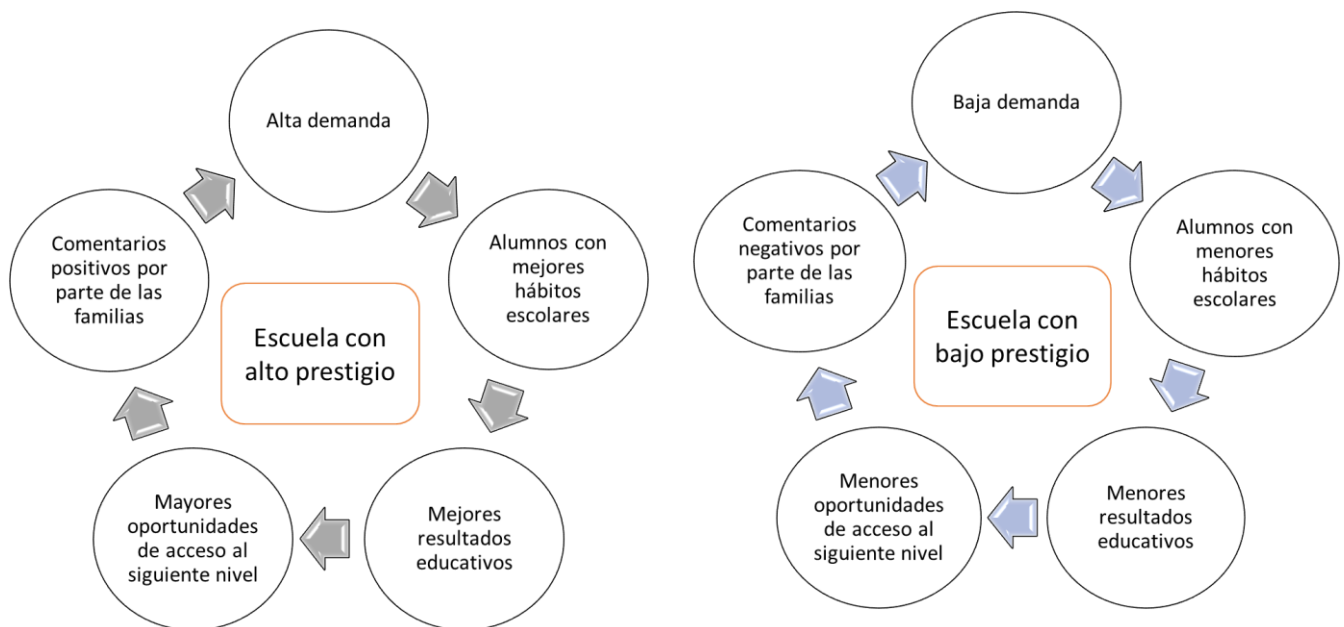 Alta demanda
Alumnos con
mejores
hábitos
escolares
Mejores
resultados
educativos
Mayores
oportunidades
de acceso al
siguiente nivel
Comentarios
positivos por
parte de las
familias
Escuela con
alto prestigio
Baja demanda
Alumnos con
menores
hábitos
escolares
Menores
resultados
educativos
Menores
oportunidades
de acceso al
siguiente nivel
Comentarios
negativos por
parte de las
familias
Escuela con
bajo prestigio